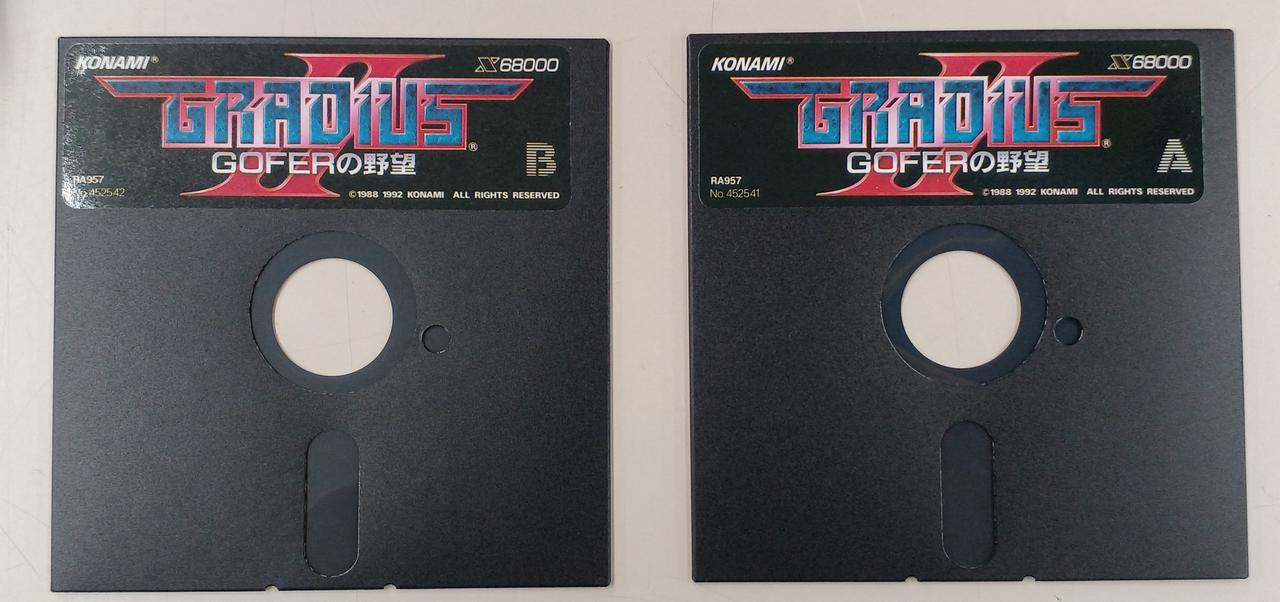 KONAMI® X68000
GRADIUS II®
GOFERの野望
B
RA957
No.452542
©1988 1992 KONAMI ALL RIGHTS RESERVED
KONAMI® X68000
GRADIUS II®
GOFERの野望
A
RA957
No.452541
©1988 1992 KONAMI ALL RIGHTS RESERVED